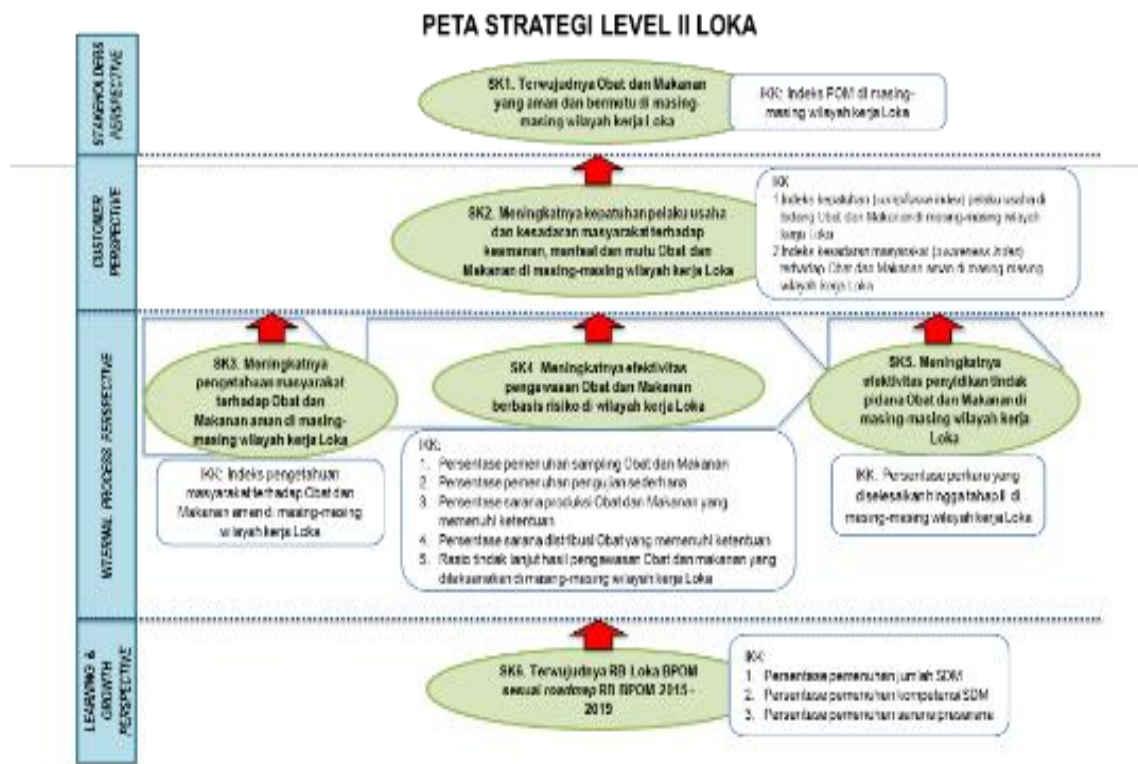 PETA STRATEGI LEVEL II LOKA
STAKEHOLDERS
PERSPECTIVE
SK1. Terwujudnya Obat dan Makanan
yang aman dan bermutu di masing-
masing wilayah kerja Loka
IKK: Indeks POM di masing-
masing wilayah kerja Loka
CUSTOMER
PERSPECTIVE
SK2. Meningkatnya kepatuhan pelaku usaha
dan kesadaran masyarakat terhadap
keamanan, manfaat dan mutu Obat dan
Makanan di masing-masing wilayah kerja Loka
IKK
1 Indeks kepatuhan (compliance index) pelaku usaha di
bidang Obat dan Makanan di masing-masing wilayah
kerja Loka
2 Indeks kesadaran masyarakat (awareness index)
terhadap Obat dan Makanan aman di masing masing
wilayah kerja Loka
INTERNAL PROCESS PERSPECTIVE
SK3. Meningkatnya
pengetahuan masyarakat
terhadap Obat dan
Makanan aman di masing-
masing wilayah kerja Loka
IKK: Indeks pengetahuan
masyarakat terhadap Obat dan
Makanan aman di masing-masing
wilayah kerja Loka
SK4 Meningkatnya efektivitas
pengawasan Obat dan Makanan
berbasis risiko di wilayah kerja Loka
IKK:
1. Persentase pemenuhan sampling Obat dan Makanan
2 Persentase pemenuhan pengujian sederhana
3 Persentase sarana produksi Obat dan Makanan yang
memenuhi ketentuan
4 Persentase sarana distribusi Obat yang memenuhi ketentuan
5 Rasio tindak lanjut hasil pengawasan Obat dan makanan yang
dilaksanakan di masing-masing wilayah kerja Loka
SK5. Meningkatnya
efektivitas penyidikan tindak
pidana Obat dan Makanan di
masing-masing wilayah kerja
Loka
IKK. Persentase perkara yang
diselesaikan hingga tahap II di
masing-masing wilayah kerja Loka
LEARNING &
GROWTH
PERSPECTIVE
SK6. Terwujudnya RB Loka BPOM
sesuai roadmap RB BPOM 2015 -
2019
IKK:
1. Persentase pemenuhan jumlah SDM
2. Persentase pemenuhan kompetensi SDM
3. Persentase pemenuhan sarana prasarana